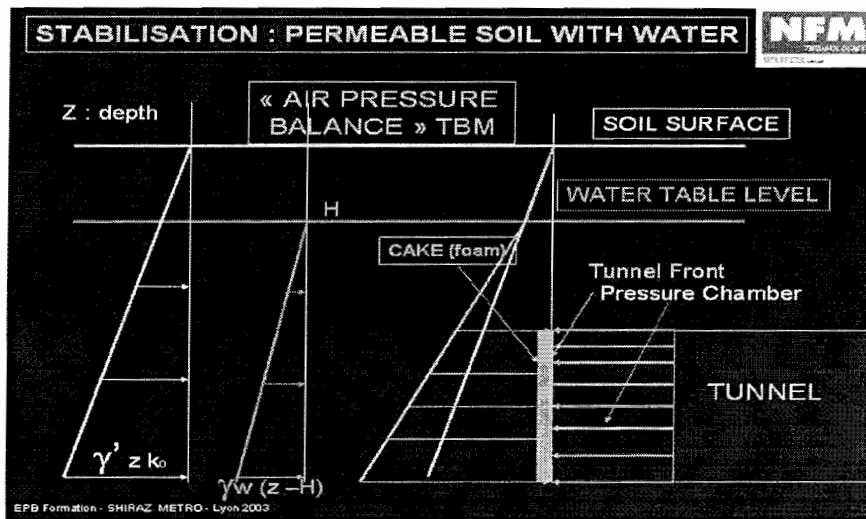 STABILISATION : PERMEABLE SOIL WITH WATER
NFM
Z : depth
« AIR PRESSURE
BALANCE » TBM
SOIL SURFACE
H
WATER TABLE LEVEL
CAKE (foam)
Tunnel Front
Pressure Chamber
TUNNEL
γ' z k₀
γw (z –H)
EPB Formation - SHIRAZ METRO - Lyon 2003